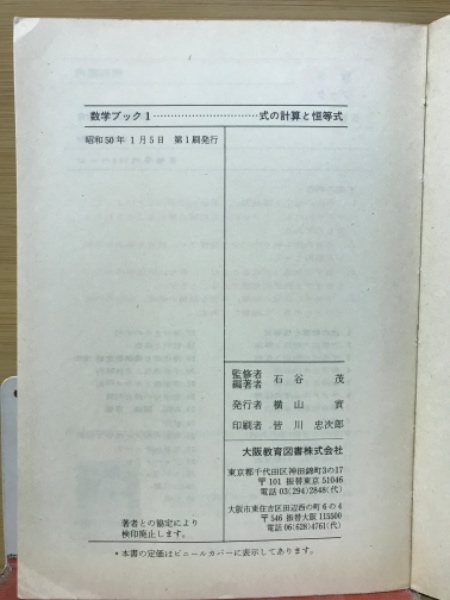 数学ブック1……………………………式の計算と恒等式
昭和50年1月5日 第1刷発行
監修者
編著者 石谷 茂
発行者 横山 實
印刷者 皆川 忠次郎
大阪教育図書株式会社
東京都千代田区神田錦町3の17
〒101 振替東京 51046
電話 03(294)2848(代)
大阪市東住吉区田辺西の町6の4
〒546 振替大阪 115500
電話 06(628)4761(代)
著者との協定により
検印廃止します。
・本書の定価はビニールカバーに表示してあります。